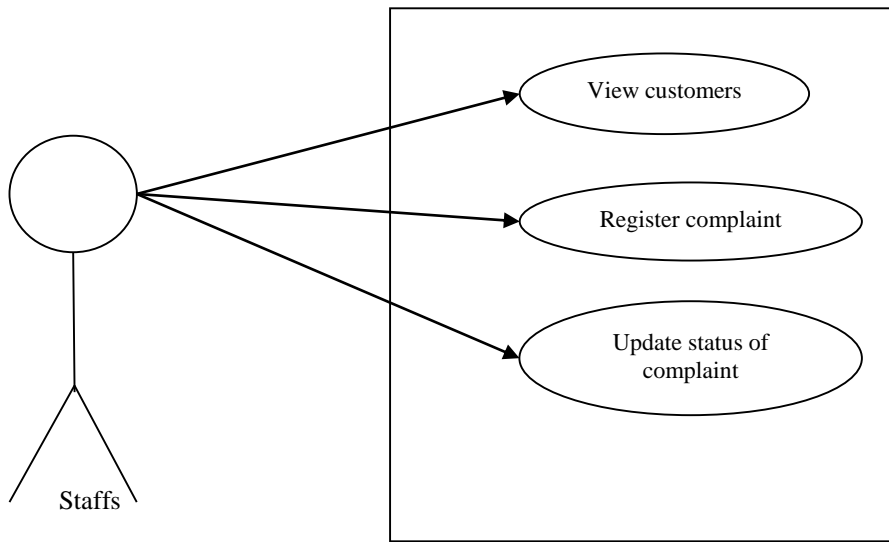 View customers
Register complaint
Update status of
complaint
Staffs